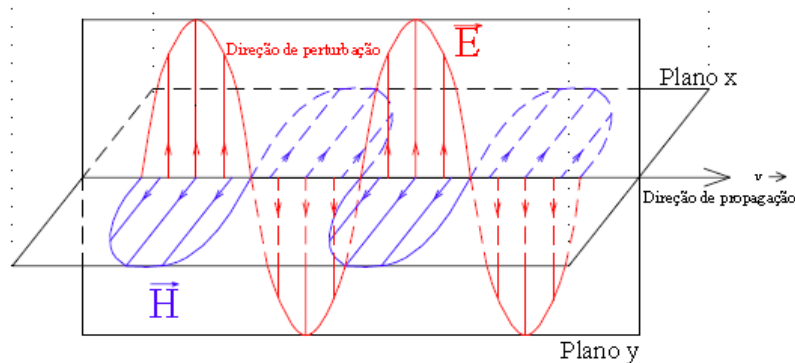 Direção de perturbação
E
Plano x
v
Direção de propagação
H
Plano y